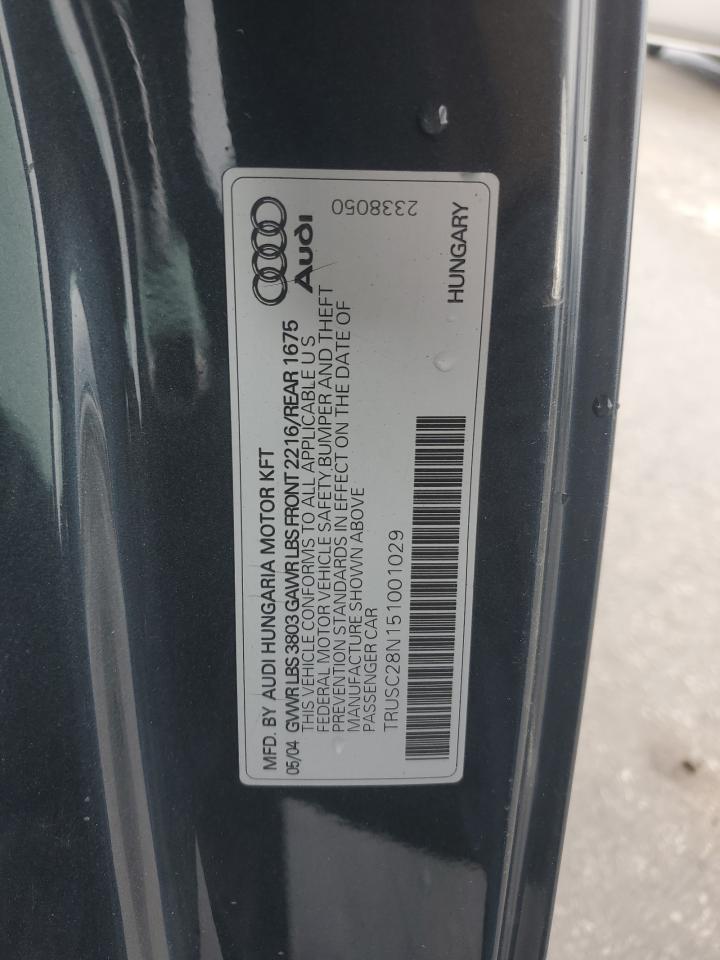 MFD. BY AUDI HUNGARIA MOTOR KFT
05/04 GVWR LBS 3803 GAWR LBS FRONT 2216/REAR 1675
THIS VEHICLE CONFORMS TO ALL APPLICABLE U S
FEDERAL MOTOR VEHICLE SAFETY, BUMPER AND THEFT
PREVENTION STANDARDS IN EFFECT ON THE DATE OF
MANUFACTURE SHOWN ABOVE
PASSENGER CAR
TRUSC28N151001029
Audi
2338050
HUNGARY